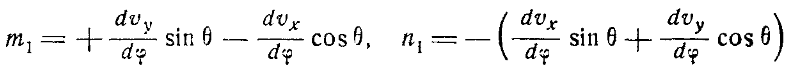 m₁ = + dv_y/dφ sin θ − dv_x/dφ cos θ, n₁ = −(dv_x/dφ sin θ + dv_y/dφ cos θ)